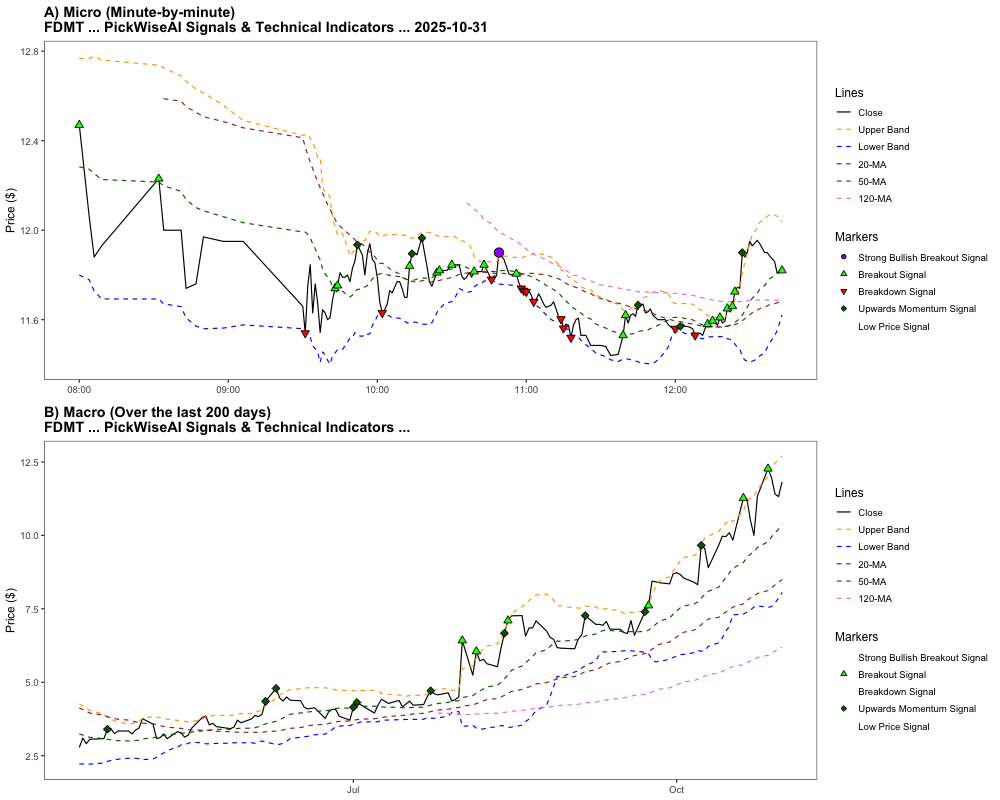 A) Micro (Minute-by-minute)
FDMT ... PickWiseAI Signals & Technical Indicators ... 2025-10-31
Price ($)
12.8
12.4
12.0
11.6
08:00
09:00
10:00
11:00
12:00
Lines
Close
Upper Band
Lower Band
20-MA
50-MA
120-MA
Markers
Strong Bullish Breakout Signal
Breakout Signal
Breakdown Signal
Upwards Momentum Signal
Low Price Signal
B) Macro (Over the last 200 days)
FDMT ... PickWiseAI Signals & Technical Indicators ...
Price ($)
12.5
10.0
7.5
5.0
2.5
Jul
Oct
Lines
Close
Upper Band
Lower Band
20-MA
50-MA
120-MA
Markers
Strong Bullish Breakout Signal
Breakout Signal
Breakdown Signal
Upwards Momentum Signal
Low Price Signal